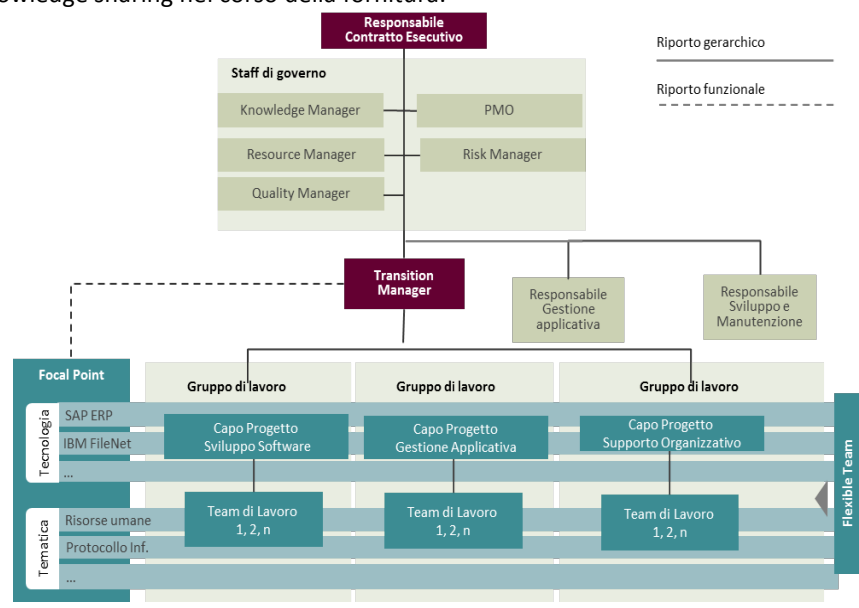 owledge sharing nel corso della fornitura.
Responsabile
Contratto Esecutivo
Riporto gerarchico
Riporto funzionale
Staff di governo
Knowledge Manager
PMO
Resource Manager
Risk Manager
Quality Manager
Transition
Manager
Responsabile
Gestione
applicativa
Responsabile
Sviluppo e
Manutenzione
Focal Point
Gruppo di lavoro
Gruppo di lavoro
Gruppo di lavoro
Tecnologia
SAP ERP
IBM FileNet
...
Capo Progetto
Sviluppo Software
Capo Progetto
Gestione Applicativa
Capo Progetto
Supporto Organizzativo
Flexible Team
Tematica
Risorse umane
Protocollo Inf.
...
Team di Lavoro
1, 2, n
Team di Lavoro
1, 2, n
Team di Lavoro
1, 2, n